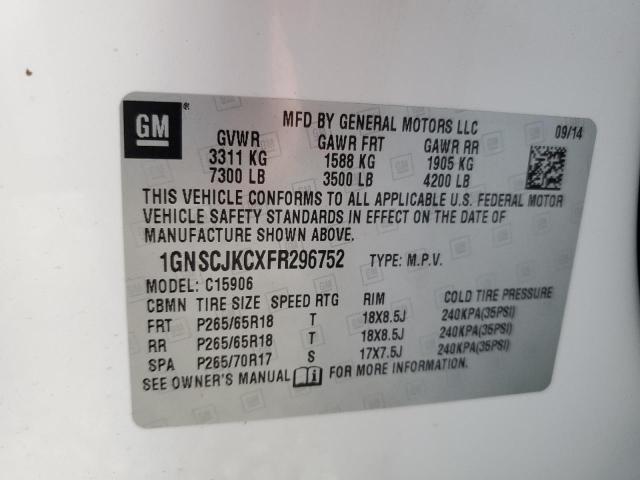 GM
MFD BY GENERAL MOTORS LLC 09/14
GVWR GAWR FRT GAWR RR
3311 KG 1588 KG 1905 KG
7300 LB 3500 LB 4200 LB
THIS VEHICLE CONFORMS TO ALL APPLICABLE U.S. FEDERAL MOTOR
VEHICLE SAFETY STANDARDS IN EFFECT ON THE DATE OF
MANUFACTURE SHOWN ABOVE.
1GNSCJKCXFR296752 TYPE: M.P.V.
MODEL: C15906
CBMN TIRE SIZE SPEED RTG RIM COLD TIRE PRESSURE
FRT P265/65R18 T 18X8.5J 240KPA(35PSI)
RR P265/65R18 T 18X8.5J 240KPA(35PSI)
SPA P265/70R17 S 17X7.5J 240KPA(35PSI)
SEE OWNER'S MANUAL i FOR MORE INFORMATION.